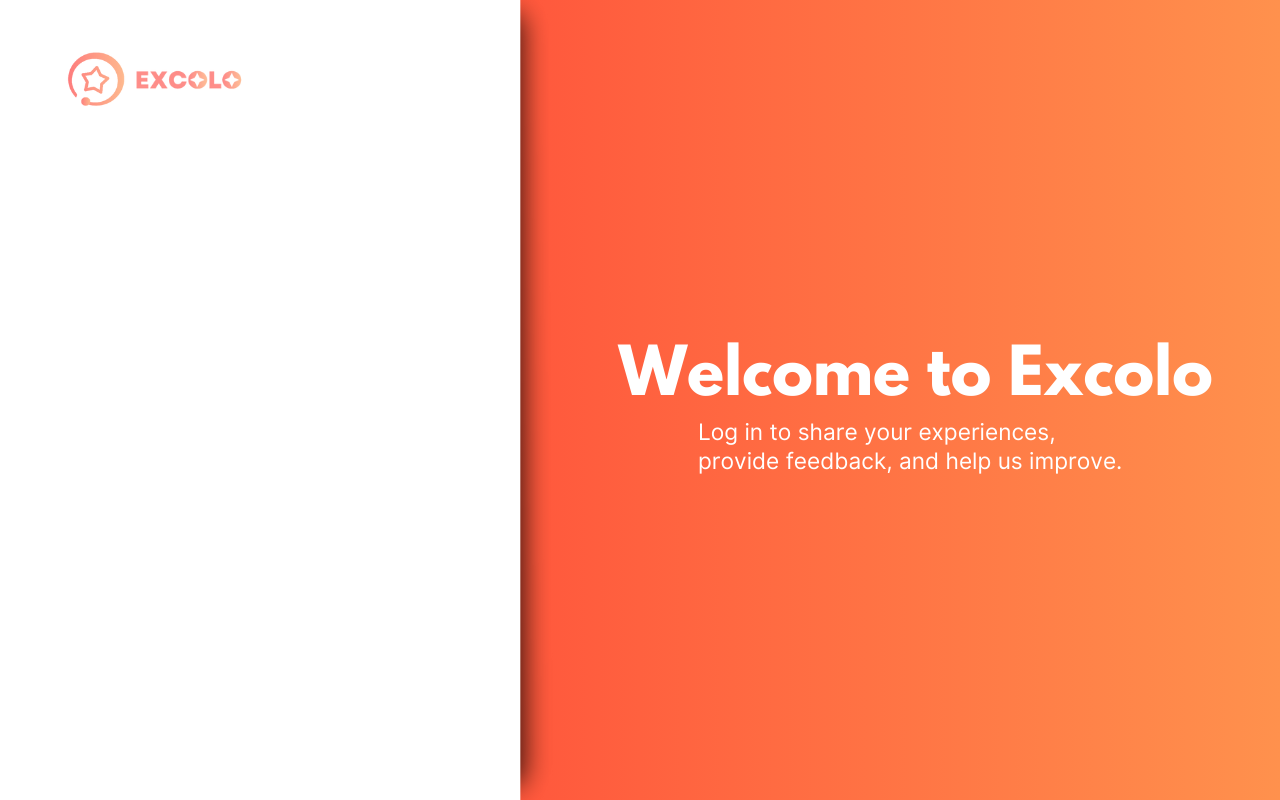 EXCOLO
Welcome to Excolo
Log in to share your experiences,
provide feedback, and help us improve.